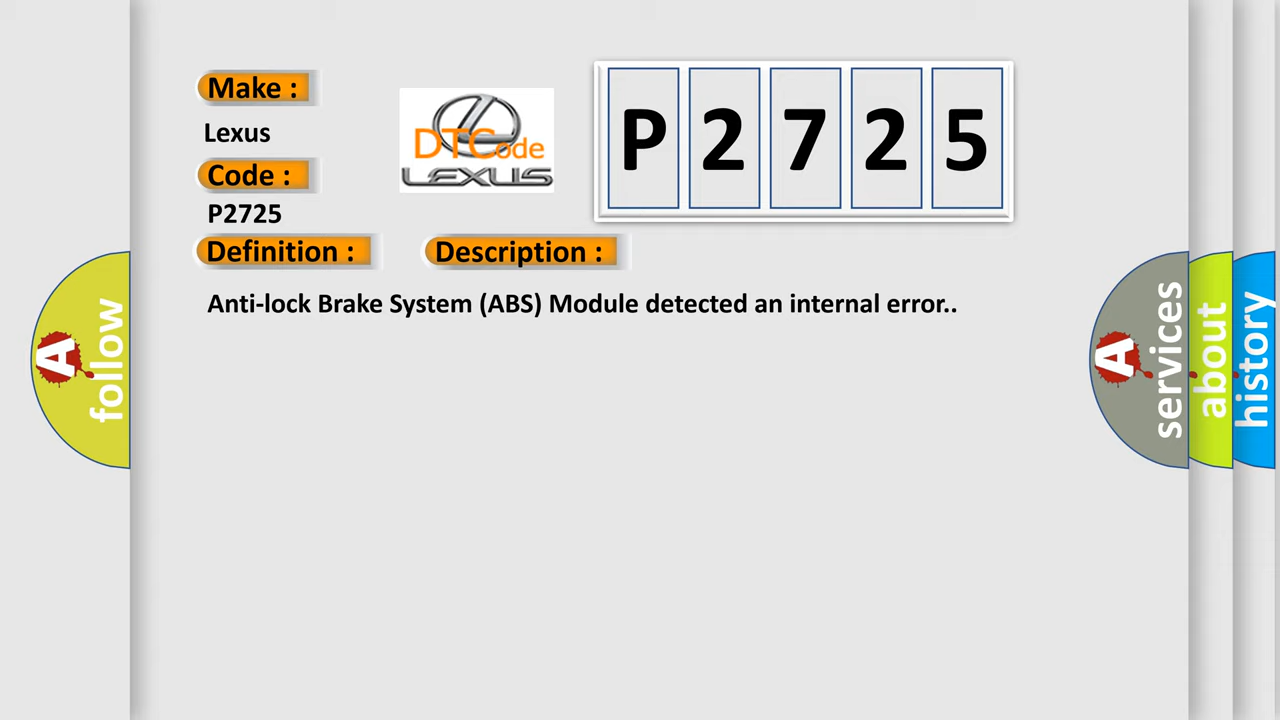 Make :
Lexus
Code :
P2725
DTCode
LEXUS
P 2 7 2 5
Definition :
Description :
Anti-lock Brake System (ABS) Module detected an internal error..
A
follow
A
services
about
history